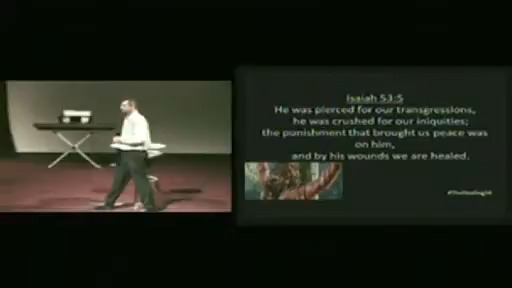 Isaiah 53:5
He was pierced for our transgressions,
he was crushed for our iniquities;
the punishment that brought us peace was
on him,
and by his wounds we are healed.